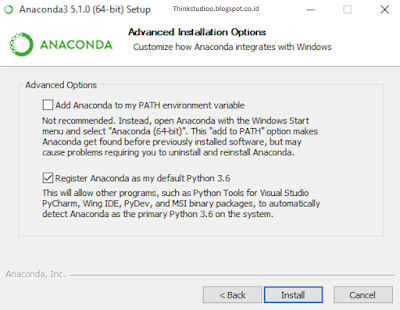 Anaconda3 5.1.0 (64-bit) Setup
Thinkstudioo.blogspot.co.id
ANACONDA
Advanced Installation Options
Customize how Anaconda integrates with Windows
Advanced Options
Add Anaconda to my PATH environment variable
Not recommended. Instead, open Anaconda with the Windows Start
menu and select "Anaconda (64-bit)". This "add to PATH" option makes
Anaconda get found before previously installed software, but may
cause problems requiring you to uninstall and reinstall Anaconda.
Register Anaconda as my default Python 3.6
This will allow other programs, such as Python Tools for Visual Studio
PyCharm, Wing IDE, PyDev, and MSI binary packages, to automatically
detect Anaconda as the primary Python 3.6 on the system.
Anaconda, Inc.
< Back
Install
Cancel